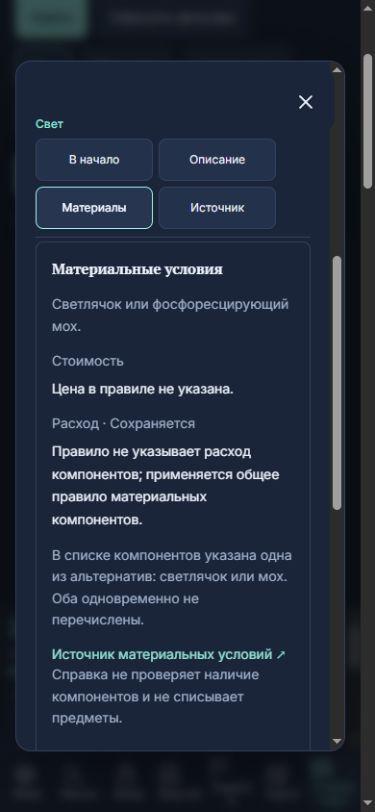 Свет
В начало
Описание
Материалы
Источник
Материальные условия
Светлячок или фосфоресцирующий
мох.
Стоимость
Цена в правиле не указана.
Расход · Сохраняется
Правило не указывает расход
компонентов; применяется общее
правило материальных
компонентов.
В списке компонентов указана одна
из альтернатив: светлячок или мох.
Оба одновременно не
перечислены.
Источник материальных условий ↗
Справка не проверяет наличие
компонентов и не списывает
предметы.